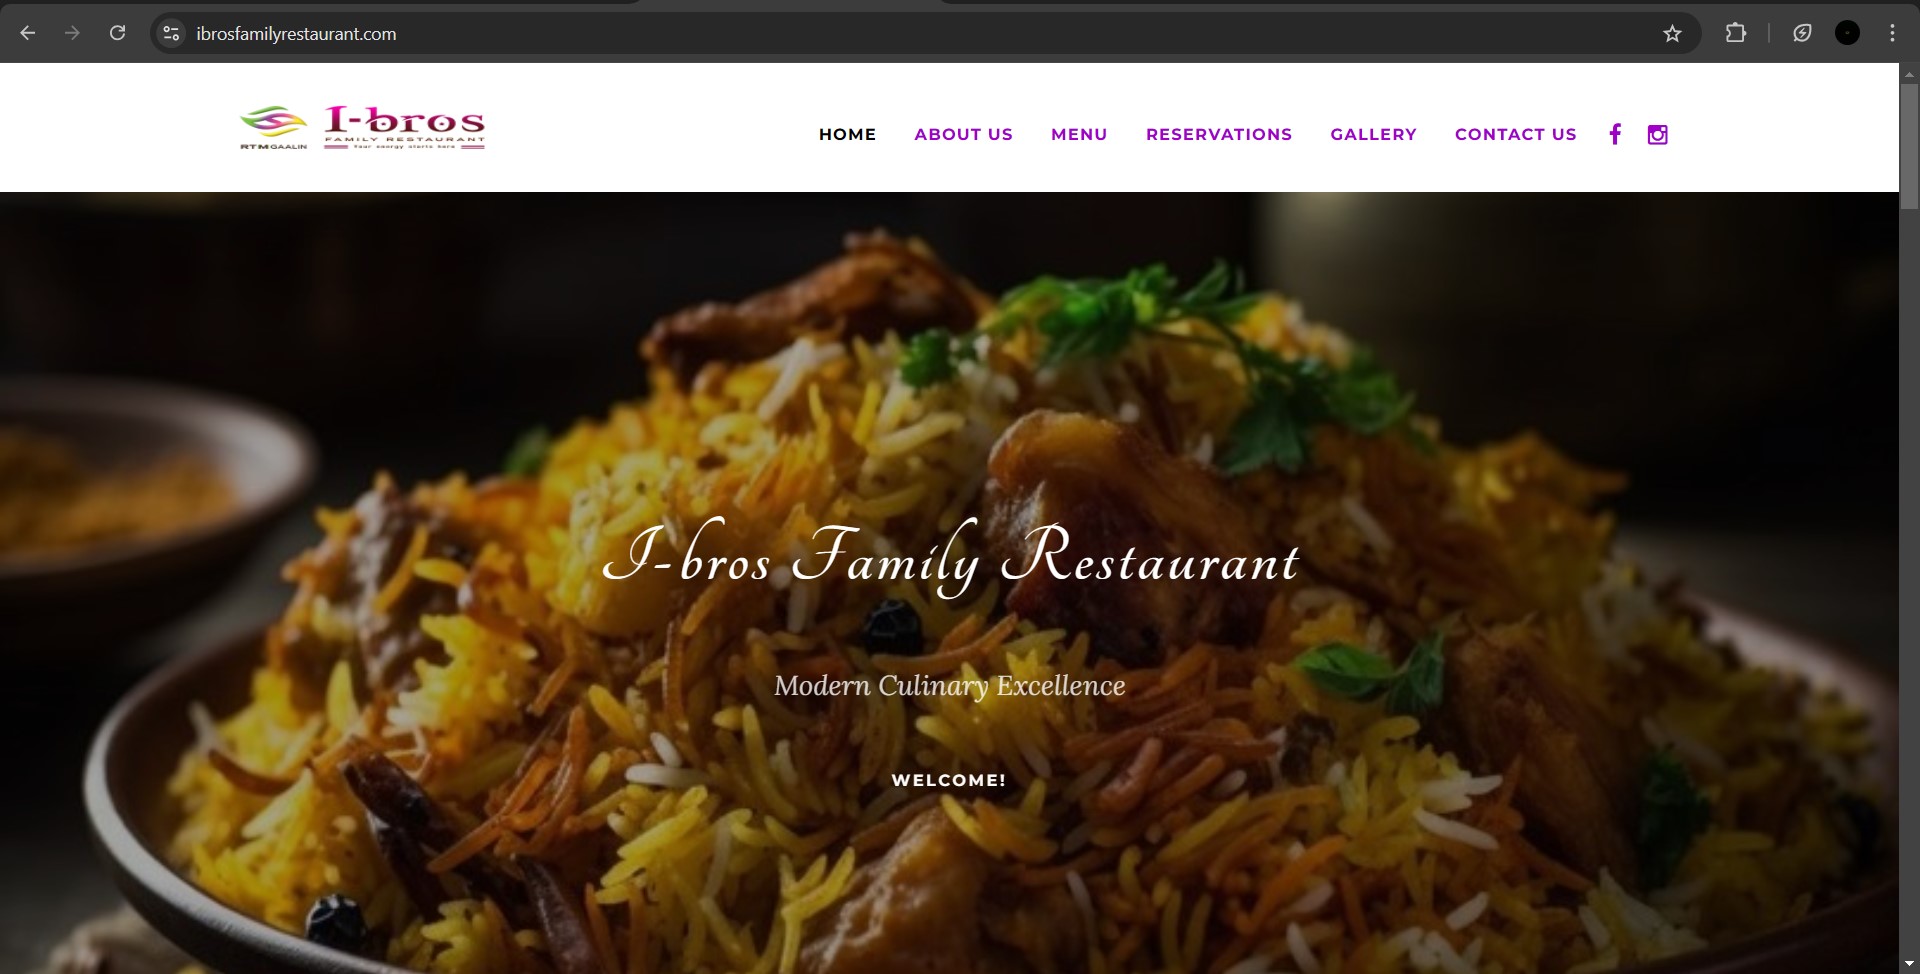 ibrosfamilyrestaurant.com
I-bros
FAMILY RESTAURANT
Your energy starts here
RTMGAALIN
HOME ABOUT US MENU RESERVATIONS GALLERY CONTACT US
I-bros Family Restaurant
Modern Culinary Excellence
WELCOME!